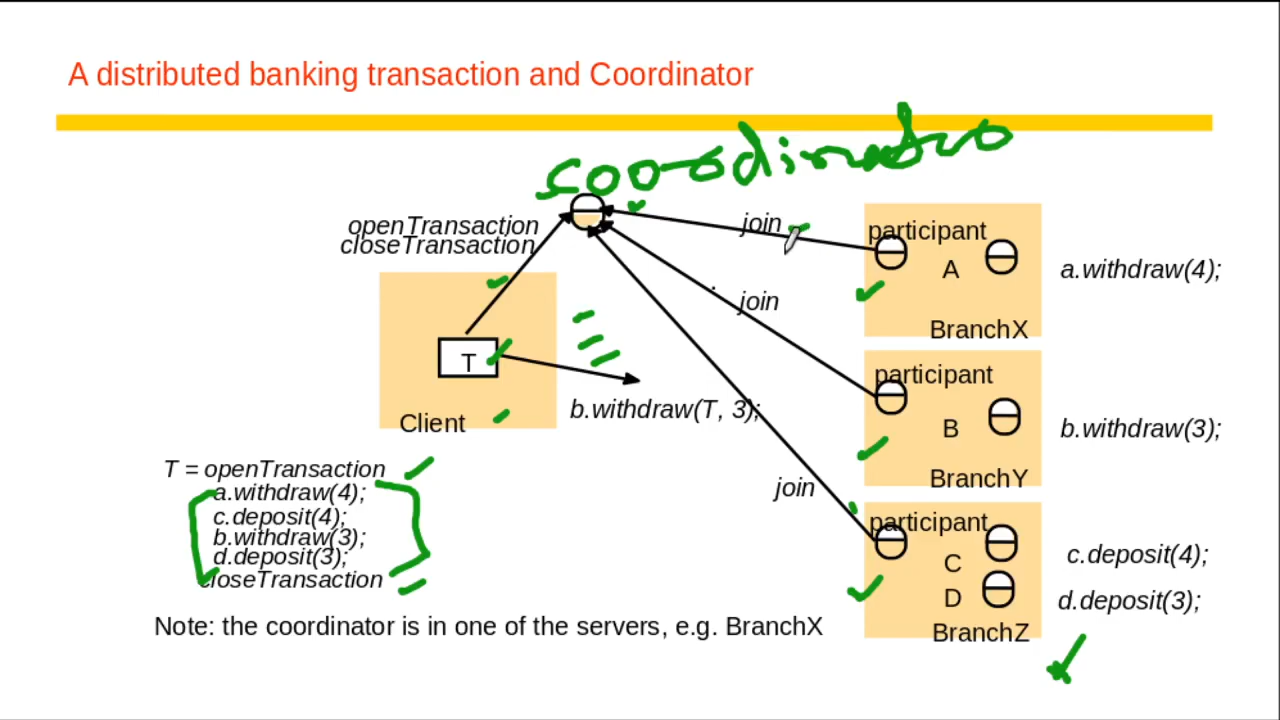 A distributed banking transaction and Coordinator
coordinato
openTransaction
closeTransaction
join
participant
A
a.withdraw(4);
BranchX
join
T
Client
b.withdraw(T, 3);
participant
B
b.withdraw(3);
BranchY
join
T = openTransaction
a.withdraw(4);
c.deposit(4);
b.withdraw(3);
d.deposit(3);
closeTransaction
participant
C
c.deposit(4);
D
d.deposit(3);
BranchZ
Note: the coordinator is in one of the servers, e.g. BranchX